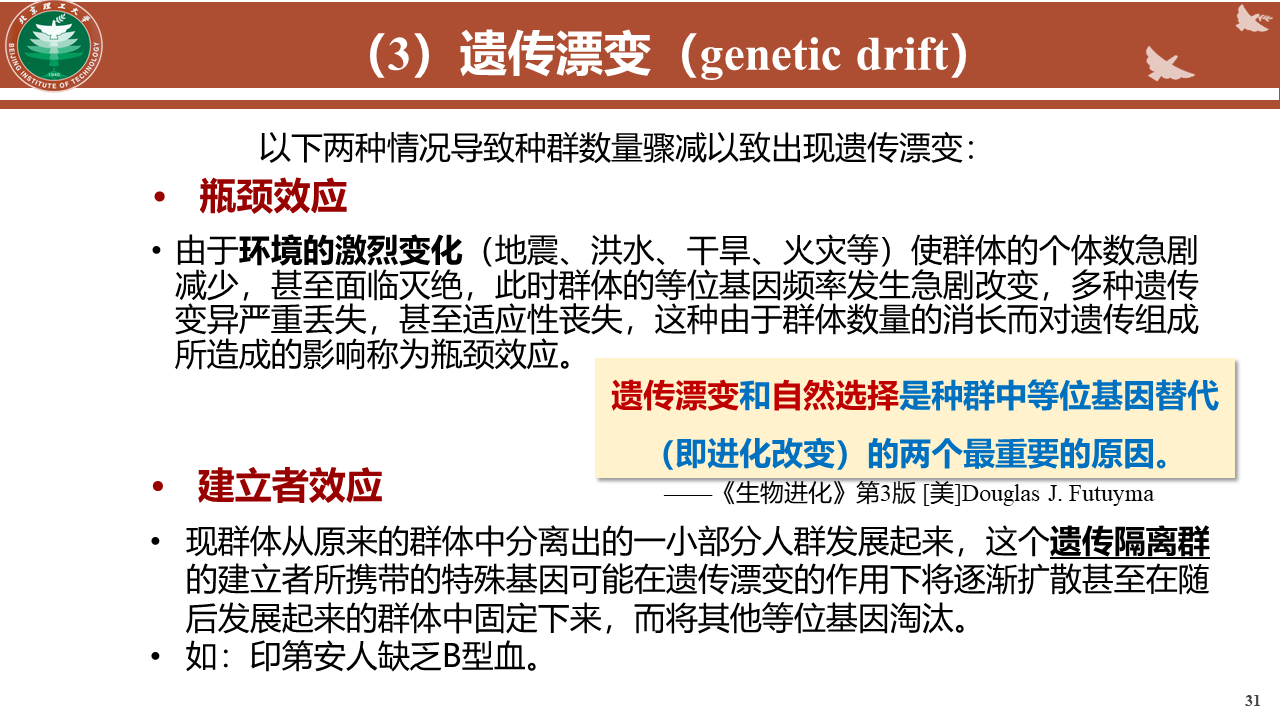 北京理工大学
BEIJING INSTITUTE OF TECHNOLOGY
1940
（3）遗传漂变（genetic drift）
以下两种情况导致种群数量骤减以致出现遗传漂变：
• 瓶颈效应
• 由于环境的激烈变化（地震、洪水、干旱、火灾等）使群体的个体数急剧
减少，甚至面临灭绝，此时群体的等位基因频率发生急剧改变，多种遗传
变异严重丢失，甚至适应性丧失，这种由于群体数量的消长而对遗传组成
所造成的影响称为瓶颈效应。
遗传漂变和自然选择是种群中等位基因替代
（即进化改变）的两个最重要的原因。
——《生物进化》第3版 [美]Douglas J. Futuyma
• 建立者效应
• 现群体从原来的群体中分离出的一小部分人群发展起来，这个遗传隔离群
的建立者所携带的特殊基因可能在遗传漂变的作用下将逐渐扩散甚至在随
后发展起来的群体中固定下来，而将其他等位基因淘汰。
• 如：印第安人缺乏B型血。
31